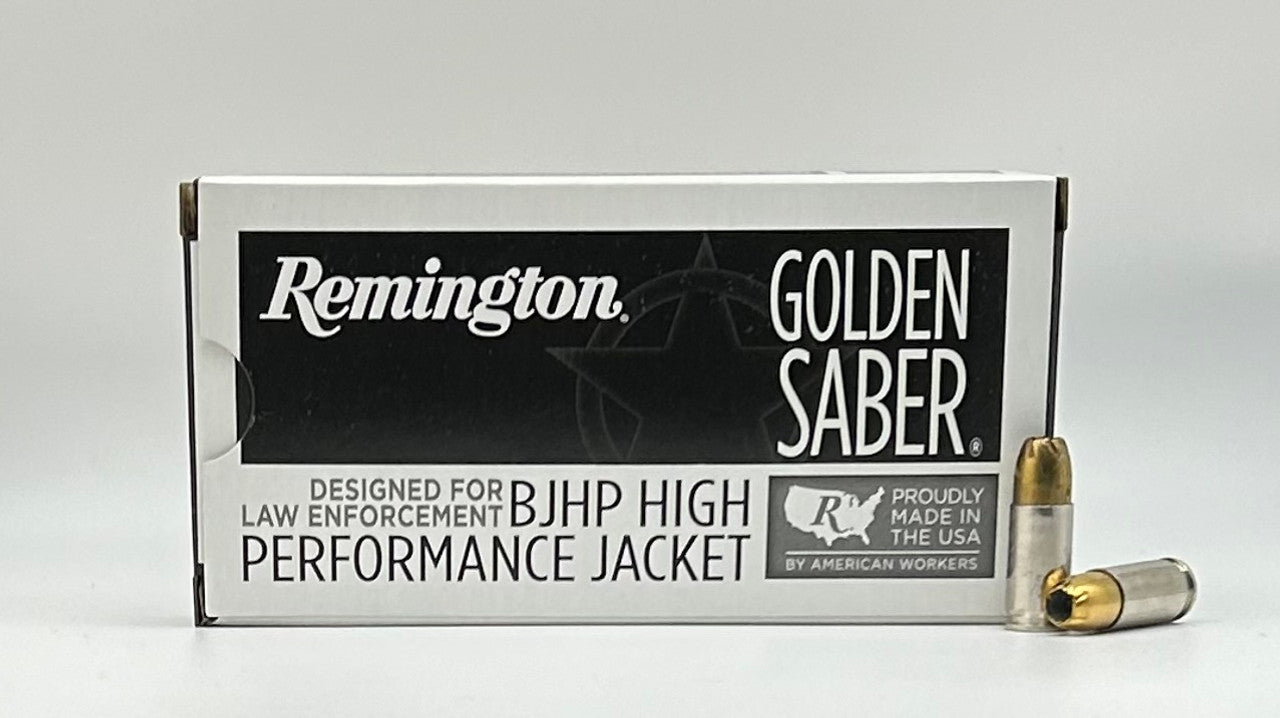 Remington®
GOLDEN
SABER®
DESIGNED FOR
LAW ENFORCEMENT BJHP HIGH
PERFORMANCE JACKET
R
PROUDLY
MADE IN
THE USA
BY AMERICAN WORKERS